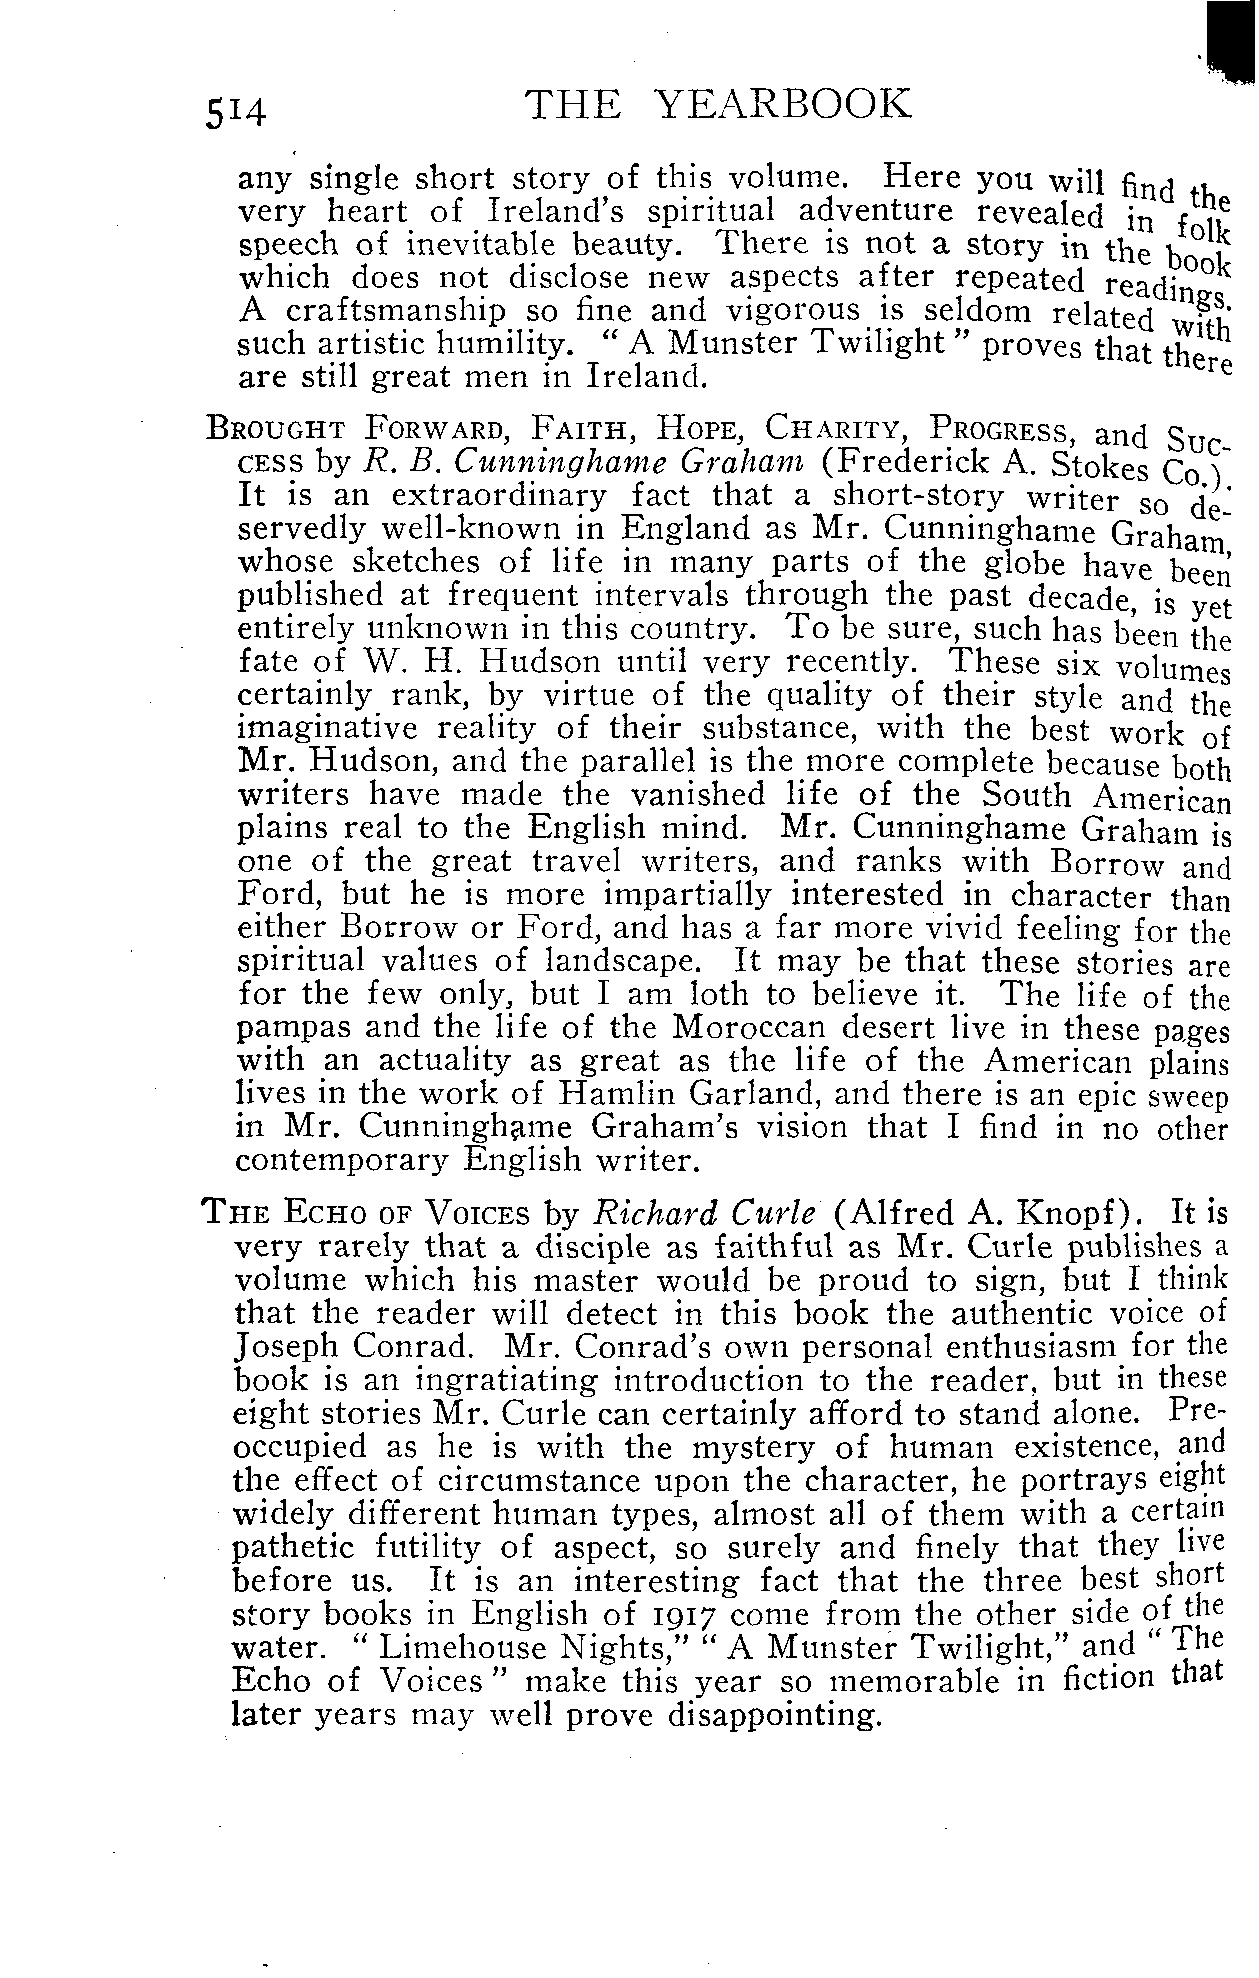 514 THE YEARBOOK
any single short story of this volume. Here you will find the
very heart of Ireland's spiritual adventure revealed in folk
speech of inevitable beauty. There is not a story in the book
which does not disclose new aspects after repeated readings.
A craftsmanship so fine and vigorous is seldom related with
such artistic humility. " A Munster Twilight " proves that there
are still great men in Ireland.
BROUGHT FORWARD, FAITH, HOPE, CHARITY, PROGRESS, and SUC-
CESS by R. B. Cunninghame Graham (Frederick A. Stokes Co.).
It is an extraordinary fact that a short-story writer so de-
servedly well-known in England as Mr. Cunninghame Graham,
whose sketches of life in many parts of the globe have been
published at frequent intervals through the past decade, is yet
entirely unknown in this country. To be sure, such has been the
fate of W. H. Hudson until very recently. These six volumes
certainly rank, by virtue of the quality of their style and the
imaginative reality of their substance, with the best work of
Mr. Hudson, and the parallel is the more complete because both
writers have made the vanished life of the South American
plains real to the English mind. Mr. Cunninghame Graham is
one of the great travel writers, and ranks with Borrow and
Ford, but he is more impartially interested in character than
either Borrow or Ford, and has a far more vivid feeling for the
spiritual values of landscape. It may be that these stories are
for the few only, but I am loth to believe it. The life of the
pampas and the life of the Moroccan desert live in these pages
with an actuality as great as the life of the American plains
lives in the work of Hamlin Garland, and there is an epic sweep
in Mr. Cunninghame Graham's vision that I find in no other
contemporary English writer.
THE ECHO OF VOICES by Richard Curle (Alfred A. Knopf). It is
very rarely that a disciple as faithful as Mr. Curle publishes a
volume which his master would be proud to sign, but I think
that the reader will detect in this book the authentic voice of
Joseph Conrad. Mr. Conrad's own personal enthusiasm for the
book is an ingratiating introduction to the reader, but in these
eight stories Mr. Curle can certainly afford to stand alone. Pre-
occupied as he is with the mystery of human existence, and
the effect of circumstance upon the character, he portrays eight
widely different human types, almost all of them with a certain
pathetic futility of aspect, so surely and finely that they live
before us. It is an interesting fact that the three best short
story books in English of 1917 come from the other side of the
water. " Limehouse Nights," " A Munster Twilight," and " The
Echo of Voices " make this year so memorable in fiction that
later years may well prove disappointing.